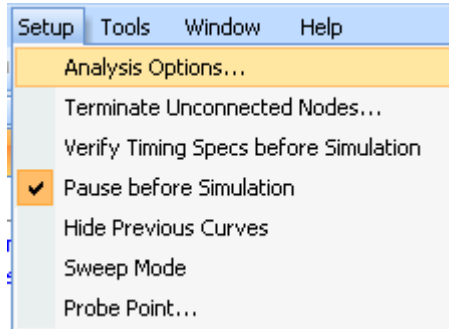 Setup Tools Window Help
Analysis Options...
Terminate Unconnected Nodes...
Verify Timing Specs before Simulation
Pause before Simulation
Hide Previous Curves
Sweep Mode
Probe Point...